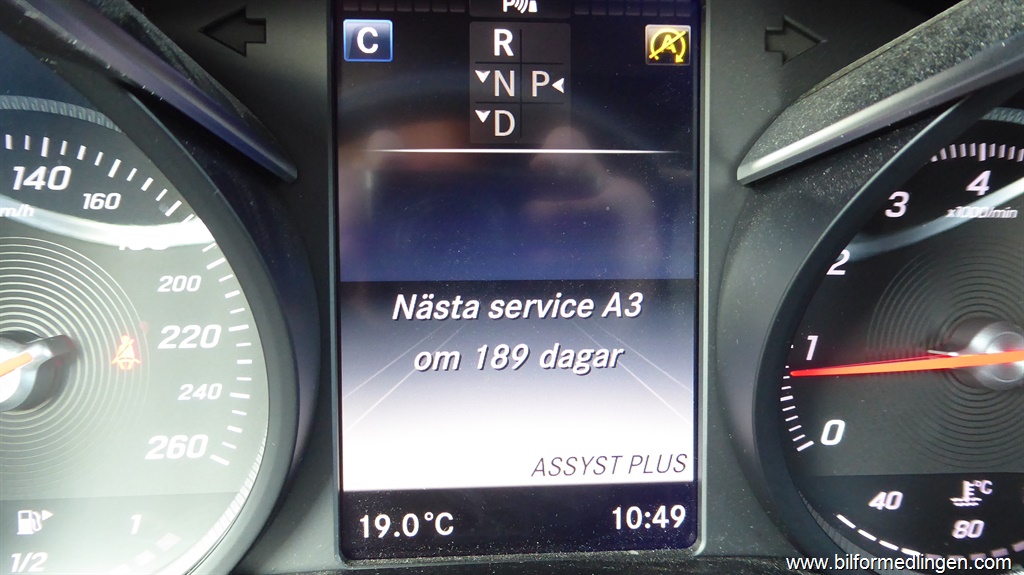 P
C
R
N P
D
A
140
160
m/h
200
220
240
260
1/2
1
Nästa service A3
om 189 dagar
ASSYST PLUS
19.0°C
10:49
4
3
x1000/min
2
1
0
40
°C
80
www.bilformedlingen.com